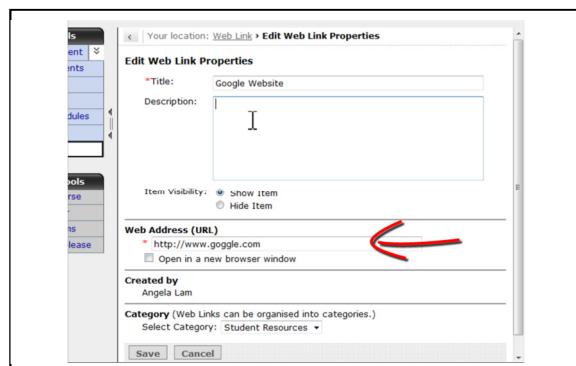 ls
Your location: Web Link › Edit Web Link Properties
ent
ents
Edit Web Link Properties
*Title: Google Website
Description:
dules
ools
rse
Item Visibility: Show Item
Hide Item
ns
lease
Web Address (URL)
* http://www.goggle.com
Open in a new browser window
Created by
Angela Lam
Category (Web Links can be organised into categories.)
Select Category: Student Resources
Save Cancel